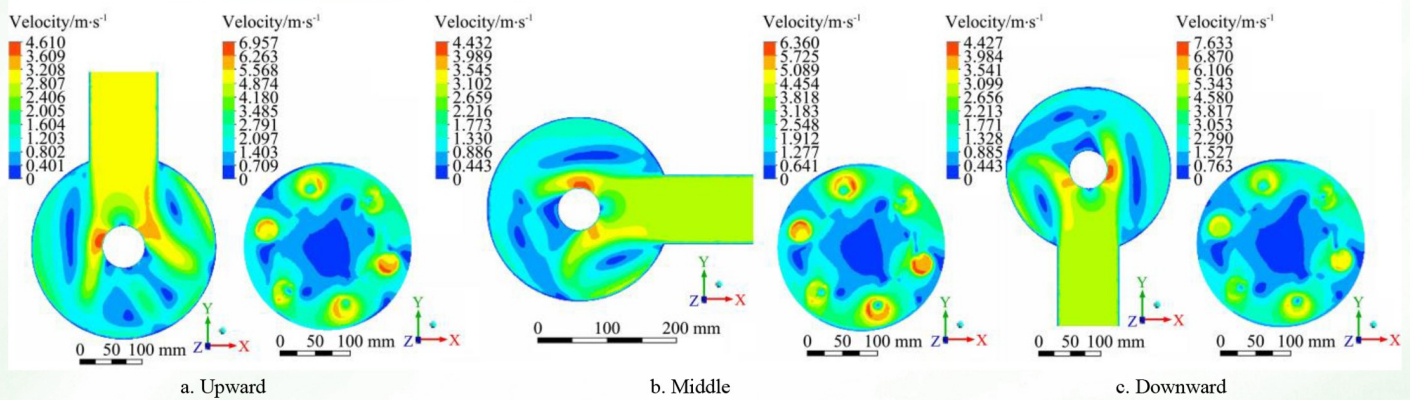 Velocity/m·s⁻¹
4.610
3.609
3.208
2.807
2.406
2.005
1.604
1.203
0.802
0.401
0
Y
Z
X
0 50 100 mm
Velocity/m·s⁻¹
6.957
6.263
5.568
4.874
4.180
3.485
2.791
2.097
1.403
0.709
0
Y
Z
X
0 50 100 mm
a. Upward
Velocity/m·s⁻¹
4.432
3.989
3.545
3.102
2.659
2.216
1.773
1.330
0.886
0.443
0
Y
Z
X
0 100 200 mm
Velocity/m·s⁻¹
6.360
5.725
5.089
4.454
3.818
3.183
2.548
1.912
1.277
0.641
0
Y
Z
X
0 50 100 mm
b. Middle
Velocity/m·s⁻¹
4.427
3.984
3.541
3.099
2.656
2.213
1.771
1.328
0.885
0.443
0
Y
Z
X
0 50 100 mm
Velocity/m·s⁻¹
7.633
6.870
6.106
5.343
4.580
3.817
3.053
2.290
1.527
0.763
0
Y
Z
X
0 50 100 mm
c. Downward